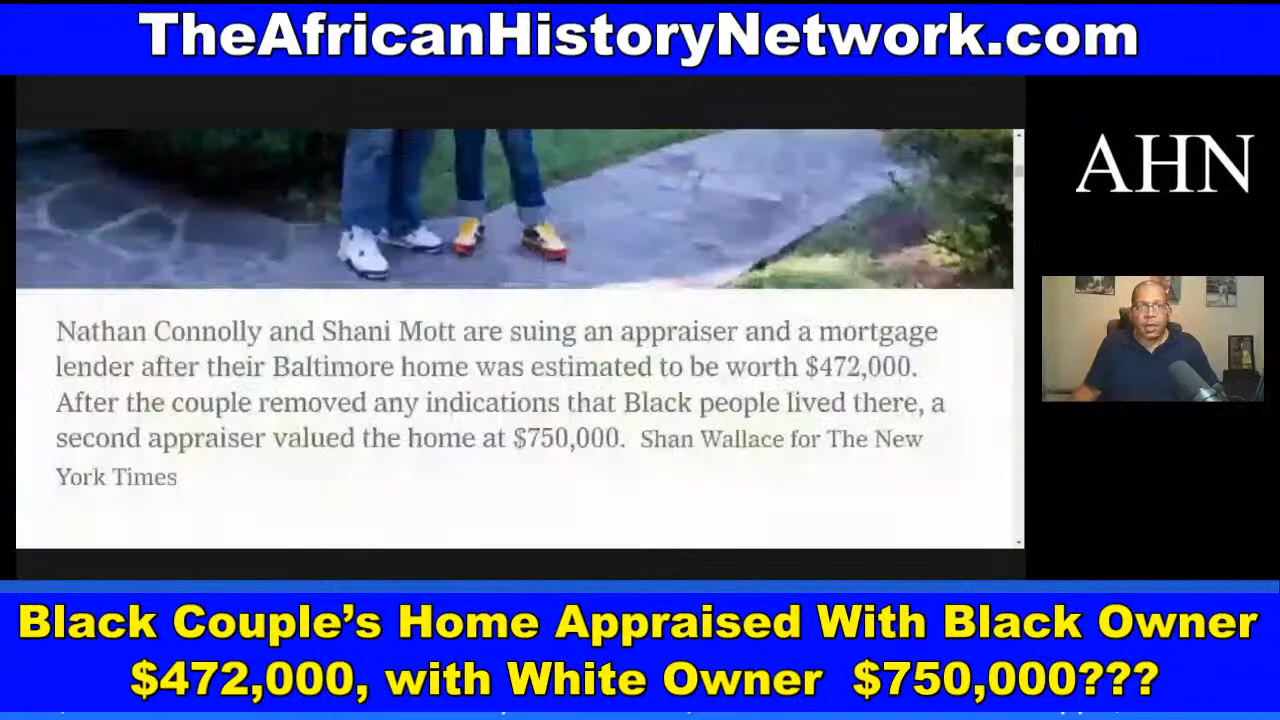 TheAfricanHistoryNetwork.com
AHN
Nathan Connolly and Shani Mott are suing an appraiser and a mortgage
lender after their Baltimore home was estimated to be worth $472,000.
After the couple removed any indications that Black people lived there, a
second appraiser valued the home at $750,000. Shan Wallace for The New
York Times
Black Couple’s Home Appraised With Black Owner
$472,000, with White Owner $750,000???